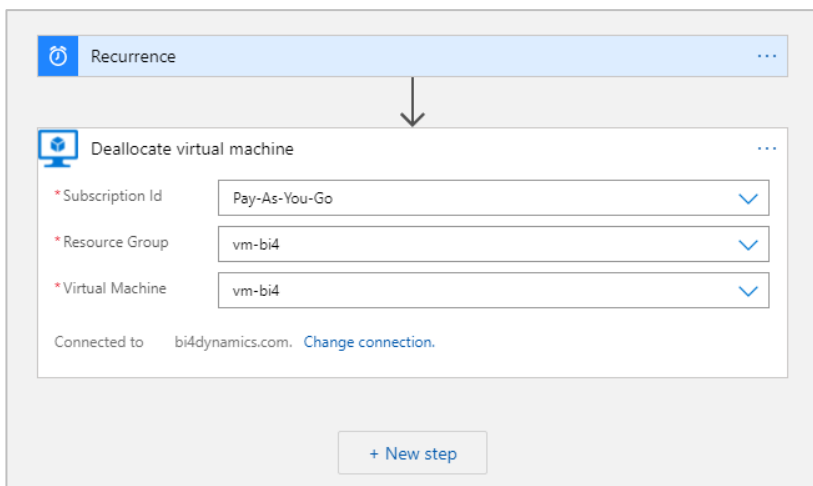 Recurrence
...
Deallocate virtual machine
...
*Subscription Id
Pay-As-You-Go
*Resource Group
vm-bi4
*Virtual Machine
vm-bi4
Connected to bi4dynamics.com. Change connection.
+ New step